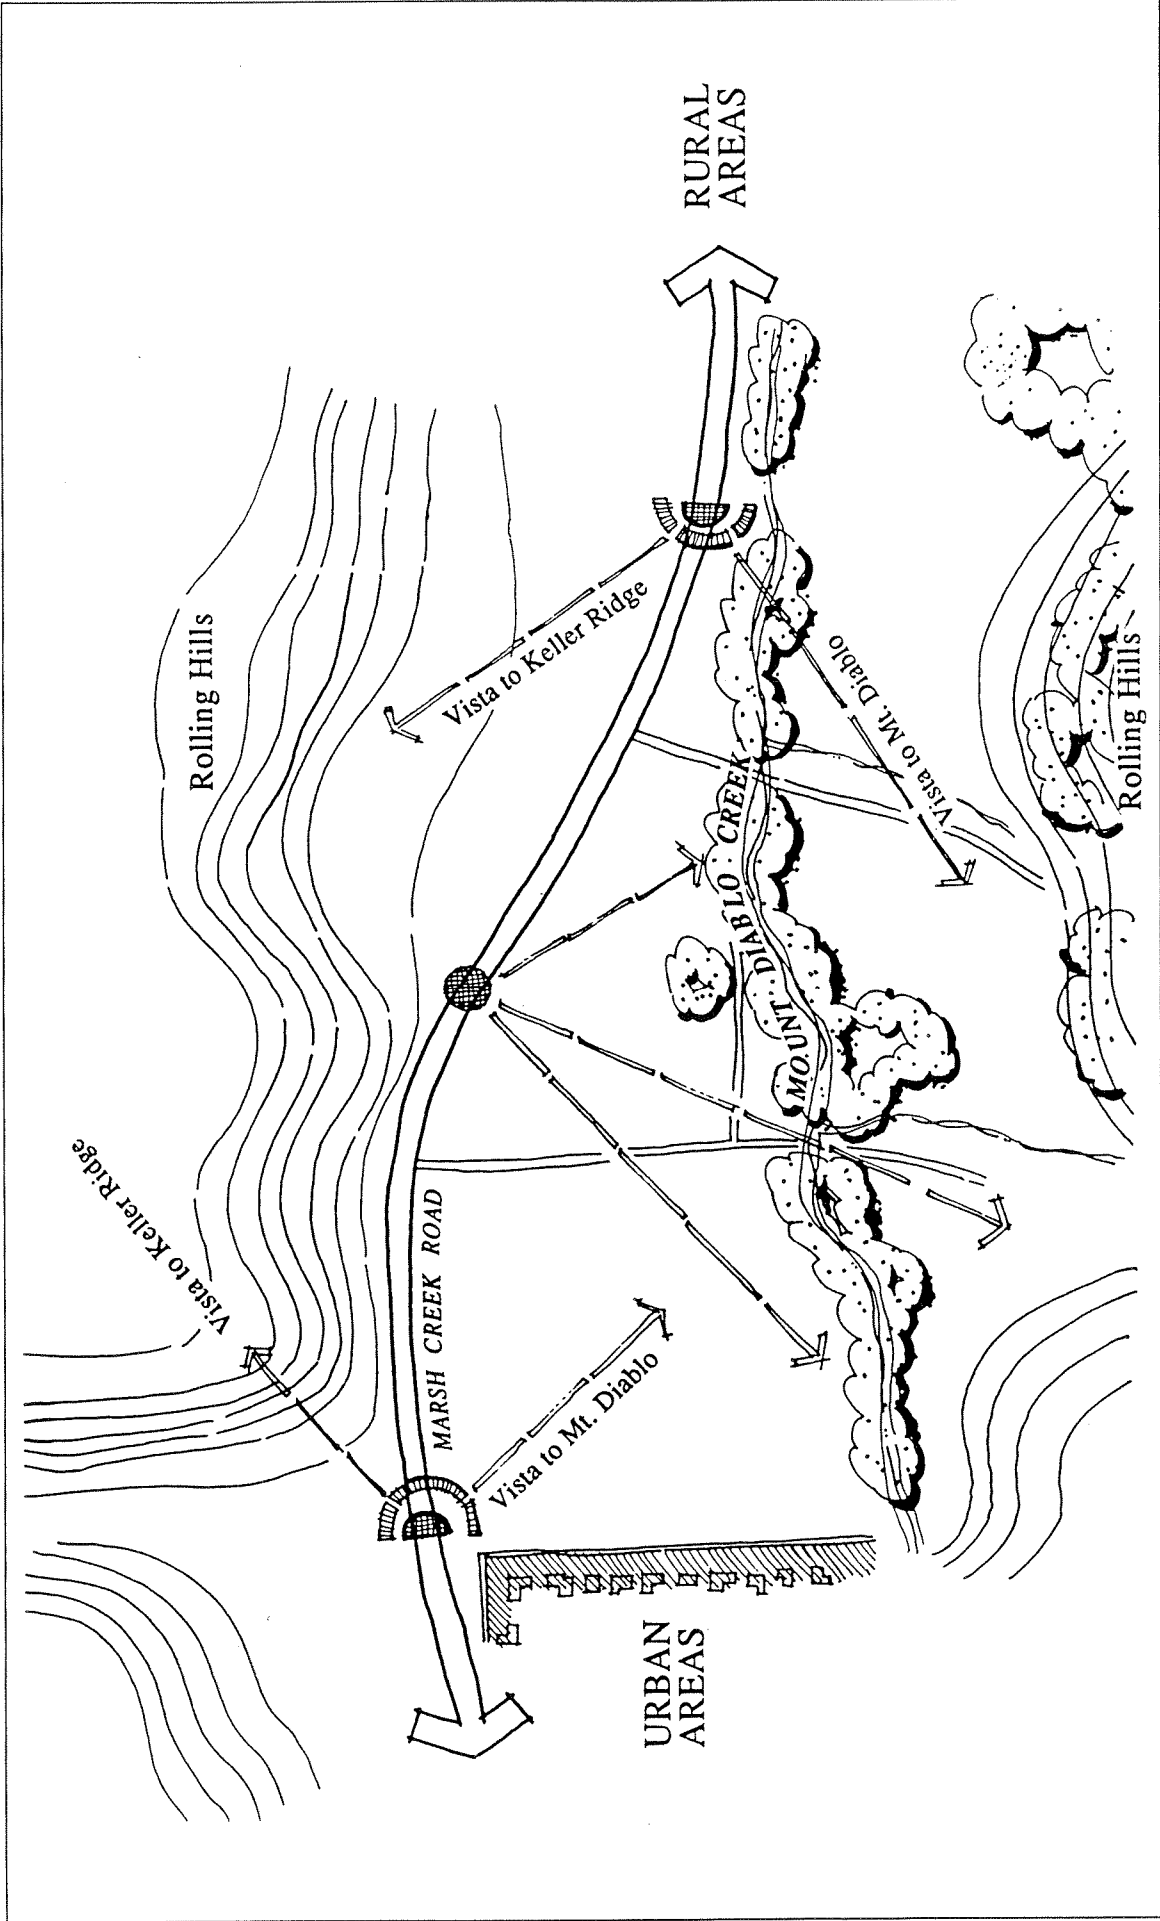 Vista to Keller Ridge
Rolling Hills
Vista to Keller Ridge
RURAL
AREAS
MARSH CREEK ROAD
Vista to Mt. Diablo
URBAN
AREAS
MOUNT DIABLO CREEK
Vista to Mt. Diablo
Rolling Hills